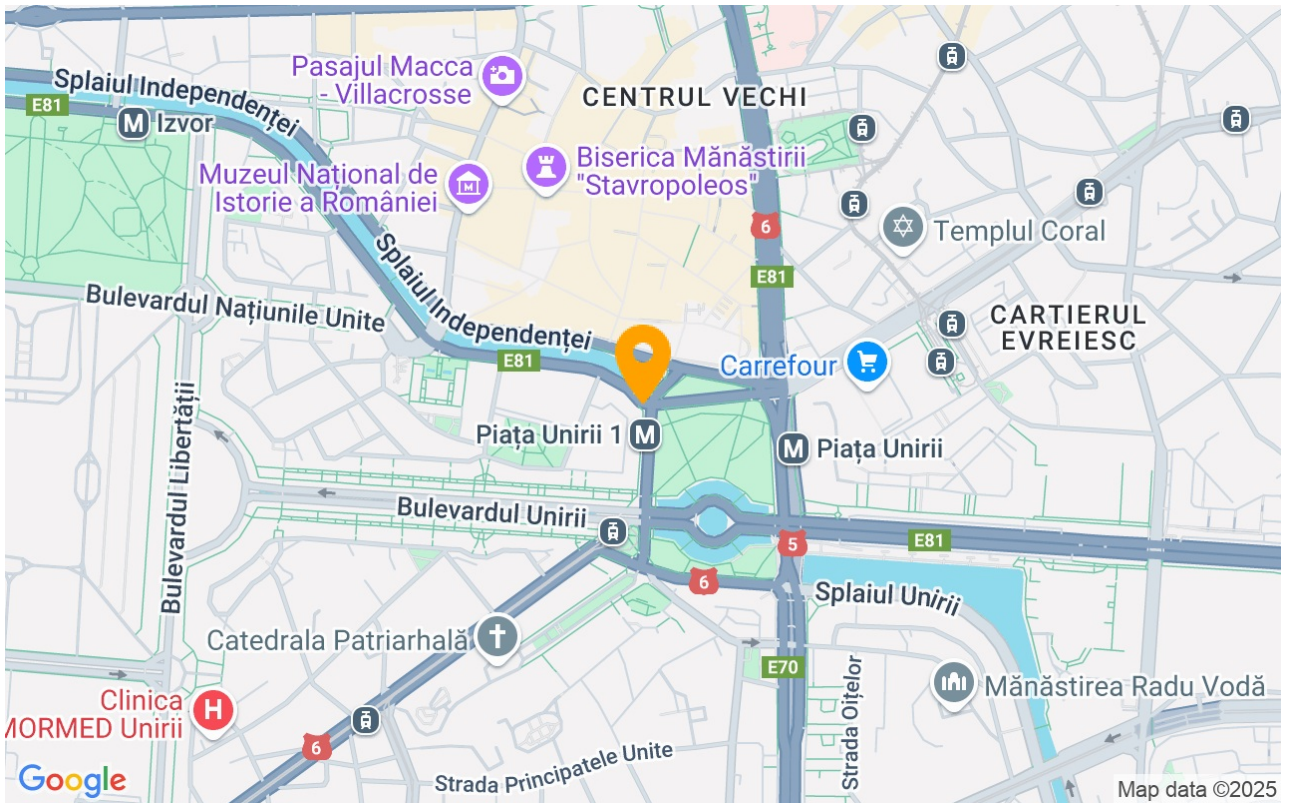 Pasajul Macca
- Villacrosse
CENTRUL VECHI
Splaiul Independenței
E81
M Izvor
Biserica Mănăstirii
"Stavropoleos"
Muzeul Național de
Istorie a României
M
6
Templul Coral
E81
Splaiul Independenței
Bulevardul Națiunile Unite
CARTIERUL
EVREIESC
E81
Carrefour
Bulevardul Libertății
Piața Unirii 1 M
M Piața Unirii
Bulevardul Unirii
5
E81
6
Splaiul Unirii
Catedrala Patriarhală
E70
Strada Oițelor
Mănăstirea Radu Vodă
Clinica
MORMED Unirii
H
6
Strada Principatele Unite
Google
Map data ©2025